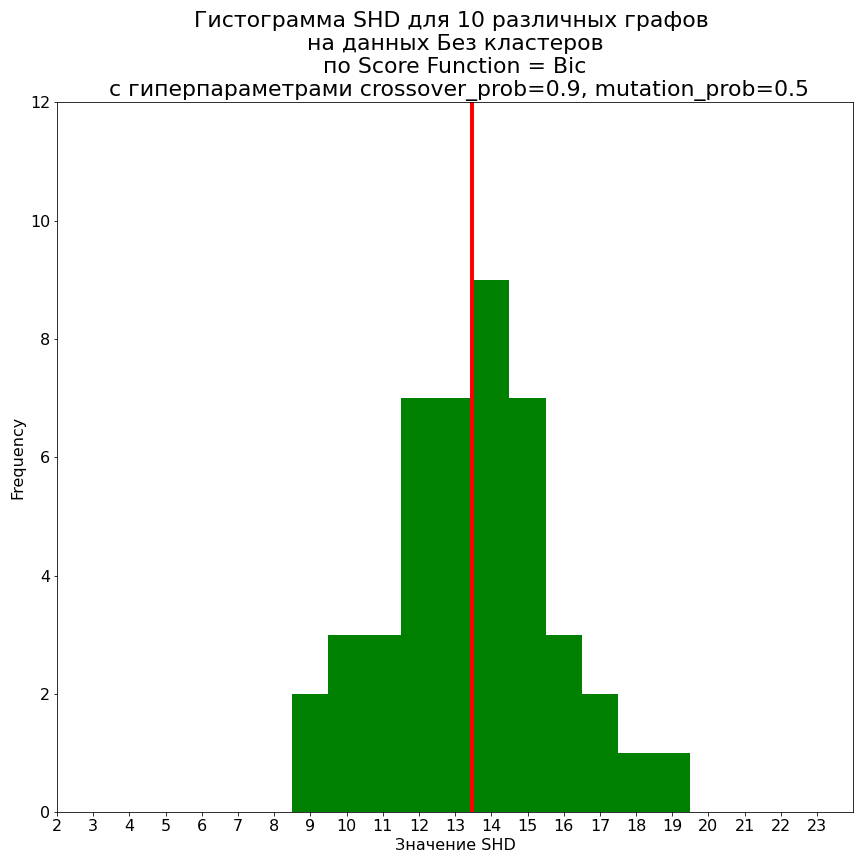 Гистограмма SHD для 10 различных графов
на данных Без кластеров
по Score Function = Bic
с гиперпараметрами crossover_prob=0.9, mutation_prob=0.5
12
10
8
6
4
2
0
Frequency
2 3 4 5 6 7 8 9 10 11 12 13 14 15 16 17 18 19 20 21 22 23
Значение SHD